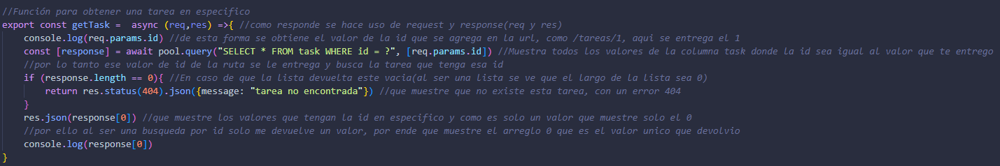 //Función para obtener una tarea en especifico
export const getTask =  async (req,res) =>{ //como responde se hace uso de request y response(req y res)
    console.log(req.params.id) //de esta forma se obtiene el valor de la id que se agrega en la url, como /tareas/1, aqui se entrega el 1
    const [response] = await pool.query("SELECT * FROM task WHERE id = ?", [req.params.id]) //Muestra todos los valores de la columna task donde la id sea igual al valor que te entrego
    //por lo tanto ese valor de id de la ruta se le entrega y busca la tarea que tenga esa id
    if (response.length == 0){ //En caso de que la lista devuelta este vacia(al ser una lista se ve que el largo de la lista sea 0)
        return res.status(404).json({message: "tarea no encontrada"}) //que muestre que no existe esta tarea, con un error 404
    }
    res.json(response[0]) //que muestre los valores que tengan la id en especifico y como es solo un valor que muestre solo el 0
    //por ello al ser una busqueda por id solo me devuelve un valor, por ende que muestre el arreglo 0 que es el valor unico que devolvio
    console.log(response[0])
}